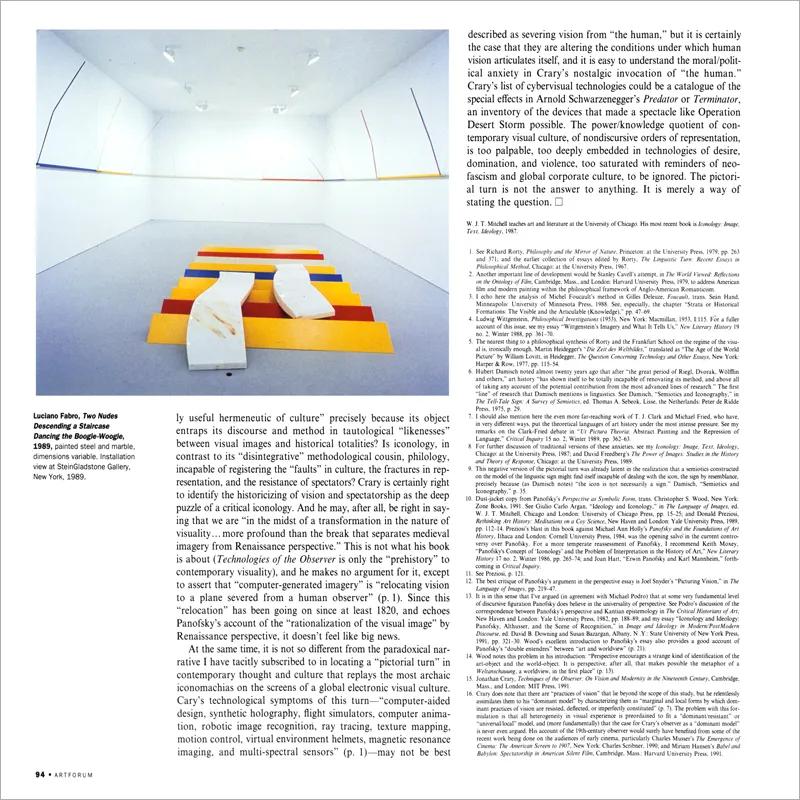 Luciano Fabro, Two Nudes
Descending a Staircase
Dancing the Boogie-Woogie,
1989, painted steel and marble,
dimensions variable. Installation
view at SteinGladstone Gallery,
New York, 1989.
ly useful hermeneutic of culture” precisely because its object
entraps its discourse and method in tautological “likenesses”
between visual images and historical totalities? Is iconology, in
contrast to its “disintegrative” methodological cousin, philology,
incapable of registering the “faults” in culture, the fractures in rep-
resentation, and the resistance of spectators? Crary is certainly right
to identify the historicizing of vision and spectatorship as the deep
puzzle of a critical iconology. And he may, after all, be right in say-
ing that we are “in the midst of a transformation in the nature of
visuality…more profound than the break that separates medieval
imagery from Renaissance perspective.” This is not what his book
is about (Technologies of the Observer is only the “prehistory” to
contemporary visuality), and he makes no argument for it, except
to assert that “computer-generated imagery” is “relocating vision
to a plane severed from a human observer” (p. 1). Since this
“relocation” has been going on since at least 1820, and echoes
Panofsky’s account of the “rationalization of the visual image” by
Renaissance perspective, it doesn’t feel like big news.
At the same time, it is not so different from the paradoxical nar-
rative I have tacitly subscribed to in locating a “pictorial turn” in
contemporary thought and culture that replays the most archaic
iconomachias on the screens of a global electronic visual culture.
Cary’s technological symptoms of this turn—“computer-aided
design, synthetic holography, flight simulators, computer anima-
tion, robotic image recognition, ray tracing, texture mapping,
motion control, virtual environment helmets, magnetic resonance
imaging, and multi-spectral sensors” (p. 1)—may not be best
described as severing vision from “the human,” but it is certainly
the case that they are altering the conditions under which human
vision articulates itself, and it is easy to understand the moral/polit-
ical anxiety in Crary’s nostalgic invocation of “the human.”
Crary’s list of cybervisual technologies could be a catalogue of the
special effects in Arnold Schwarzenegger’s Predator or Terminator,
an inventory of the devices that made a spectacle like Operation
Desert Storm possible. The power/knowledge quotient of con-
temporary visual culture, of nondiscursive orders of representation,
is too palpable, too deeply embedded in technologies of desire,
domination, and violence, too saturated with reminders of neo-
fascism and global corporate culture, to be ignored. The pictori-
al turn is not the answer to anything. It is merely a way of
stating the question. □
W. J. T. Mitchell teaches art and literature at the University of Chicago. His most recent book is Iconology: Image,
Text, Ideology, 1987.
1. See Richard Rorty, Philosophy and the Mirror of Nature, Princeton: at the University Press, 1979, pp. 263
and 371; and the earlier collection of essays edited by Rorty, The Linguistic Turn: Recent Essays in
Philosophical Method, Chicago: at the University Press, 1967.
2. Another important line of development would be Stanley Cavell’s attempt, in The World Viewed: Reflections
on the Ontology of Film, Cambridge, Mass., and London: Harvard University Press, 1979, to address American
film and modern painting within the philosophical framework of Anglo-American Romanticism.
3. I echo here the analysis of Michel Foucault’s method in Gilles Deleuze, Foucault, trans. Seán Hand,
Minneapolis: University of Minnesota Press, 1988. See, especially, the chapter “Strata or Historical
Formations: The Visible and the Articulable (Knowledge),” pp. 47–69.
4. Ludwig Wittgenstein, Philosophical Investigations (1953), New York: Macmillan, 1953, I:115. For a fuller
account of this issue, see my essay “Wittgenstein’s Imagery and What It Tells Us,” New Literary History 19
no. 2, Winter 1988, pp. 361–70.
5. The nearest thing to a philosophical synthesis of Rorty and the Frankfurt School on the regime of the visu-
al is, ironically enough, Martin Heidegger’s “Die Zeit des Weltbildes,” translated as “The Age of the World
Picture” by William Lovitt, in Heidegger, The Question Concerning Technology and Other Essays, New York:
Harper & Row, 1977, pp. 115–54.
6. Hubert Damisch noted almost twenty years ago that after “the great period of Riegl, Dvorak, Wölfflin
and others,” art history “has shown itself to be totally incapable of renovating its method, and above all
of taking any account of the potential contribution from the most advanced lines of research.” The first
“line” of research that Damisch mentions is linguistics. See Damisch, “Semiotics and Iconography,” in
The Tell-Tale Sign: A Survey of Semiotics, ed. Thomas A. Sebeok, Lisse, the Netherlands: Peter de Ridder
Press, 1975, p. 29.
7. I should also mention here the even more far-reaching work of T. J. Clark and Michael Fried, who have,
in very different ways, put the theoretical languages of art history under the most intense pressure. See my
remarks on the Clark-Fried debate in “Ut Pictura Theoria: Abstract Painting and the Repression of
Language,” Critical Inquiry 15 no. 2, Winter 1989, pp. 362–63.
8. For further discussion of traditional versions of this anxiety, see my Iconology: Image, Text, Ideology,
Chicago: at the University Press, 1987; and David Freedberg’s The Power of Images: Studies in the History
and Theory of Response, Chicago: at the University Press, 1989.
9. This negative version of the pictorial turn was already latent in the realization that a semiotics constructed
on the model of the linguistic sign might find itself incapable of dealing with the icon, the sign by resemblance,
precisely because (as Damisch notes) “the icon is not necessarily a sign.” Damisch, “Semiotics and
Iconography,” p. 35.
10. Dust-jacket copy from Panofsky’s Perspective as Symbolic Form, trans. Christopher S. Wood, New York:
Zone Books, 1991. See Giulio Carlo Argan, “Ideology and Iconology,” in The Language of Images, ed.
W. J. T. Mitchell, Chicago and London: University of Chicago Press, pp. 15–25; and Donald Preziosi,
Rethinking Art History: Meditations on a Coy Science, New Haven and London: Yale University Press, 1989,
pp. 112–14. Preziosi’s blast in this book against Michael Ann Holly’s Panofsky and the Foundations of Art
History, Ithaca and London: Cornell University Press, 1984, was the opening salvo in the current contro-
versy over Panofsky. For a more temperate reassessment of Panofsky, I recommend Keith Moxey,
“Panofsky’s Concept of ‘Iconology’ and the Problem of Interpretation in the History of Art,” New Literary
History 17 no. 2, Winter 1986, pp. 265–74; and Joan Hart, “Erwin Panofsky and Karl Mannheim,” forth-
coming in Critical Inquiry.
11. See Preziosi, p. 121.
12. The best critique of Panofsky’s argument in the perspective essay is Joel Snyder’s “Picturing Vision,” in The
Language of Images, pp. 219–47.
13. It is in this sense that I’ve argued (in agreement with Michael Podro) that at some very fundamental level
of discursive figuration Panofsky does believe in the universality of perspective. See Podro’s discussion of the
correspondence between Panofsky’s perspective and Kantian epistemology in The Critical Historians of Art,
New Haven and London: Yale University Press, 1982, pp. 188–89; and my essay “Iconology and Ideology:
Panofsky, Althusser, and the Scene of Recognition,” in Image and Ideology in Modern/PostModern
Discourse, ed. David B. Downing and Susan Bazargan, Albany, N.Y.: State University of New York Press,
1991, pp. 321–30. Wood’s excellent introduction to Panofsky’s essay also provides a good account of
Panofsky’s “double entendres” between “art and worldview” (p. 21).
14. Wood notes this problem in his introduction: “Perspective encourages a strange kind of identification of the
art-object and the world-object. It is perspective, after all, that makes possible the metaphor of a
Weltanschauung, a worldview, in the first place” (p. 13).
15. Jonathan Crary, Techniques of the Observer: On Vision and Modernity in the Nineteenth Century, Cambridge,
Mass., and London: MIT Press, 1991.
16. Crary does note that there are “practices of vision” that lie beyond the scope of this study, but he relentlessly
assimilates them to his “dominant model” by characterizing them as “marginal and local forms by which dom-
inant practices of vision are resisted, deflected, or imperfectly constituted” (p. 7). The problem with this for-
mulation is that all heterogeneity in visual experience is preordained to fit a “dominant/resistant” or
“universal/local” model, and (more fundamentally) that the case for Crary’s observer as a “dominant model”
is never even argued. His account of the 19th-century observer would surely have benefited from some of the
recent work being done on the audiences of early cinema, particularly Charles Musser’s The Emergence of
Cinema: The American Screen to 1907, New York: Charles Scribner, 1990; and Miriam Hansen’s Babel and
Babylon: Spectatorship in American Silent Film, Cambridge, Mass.: Harvard University Press, 1991.
94 • ARTFORUM